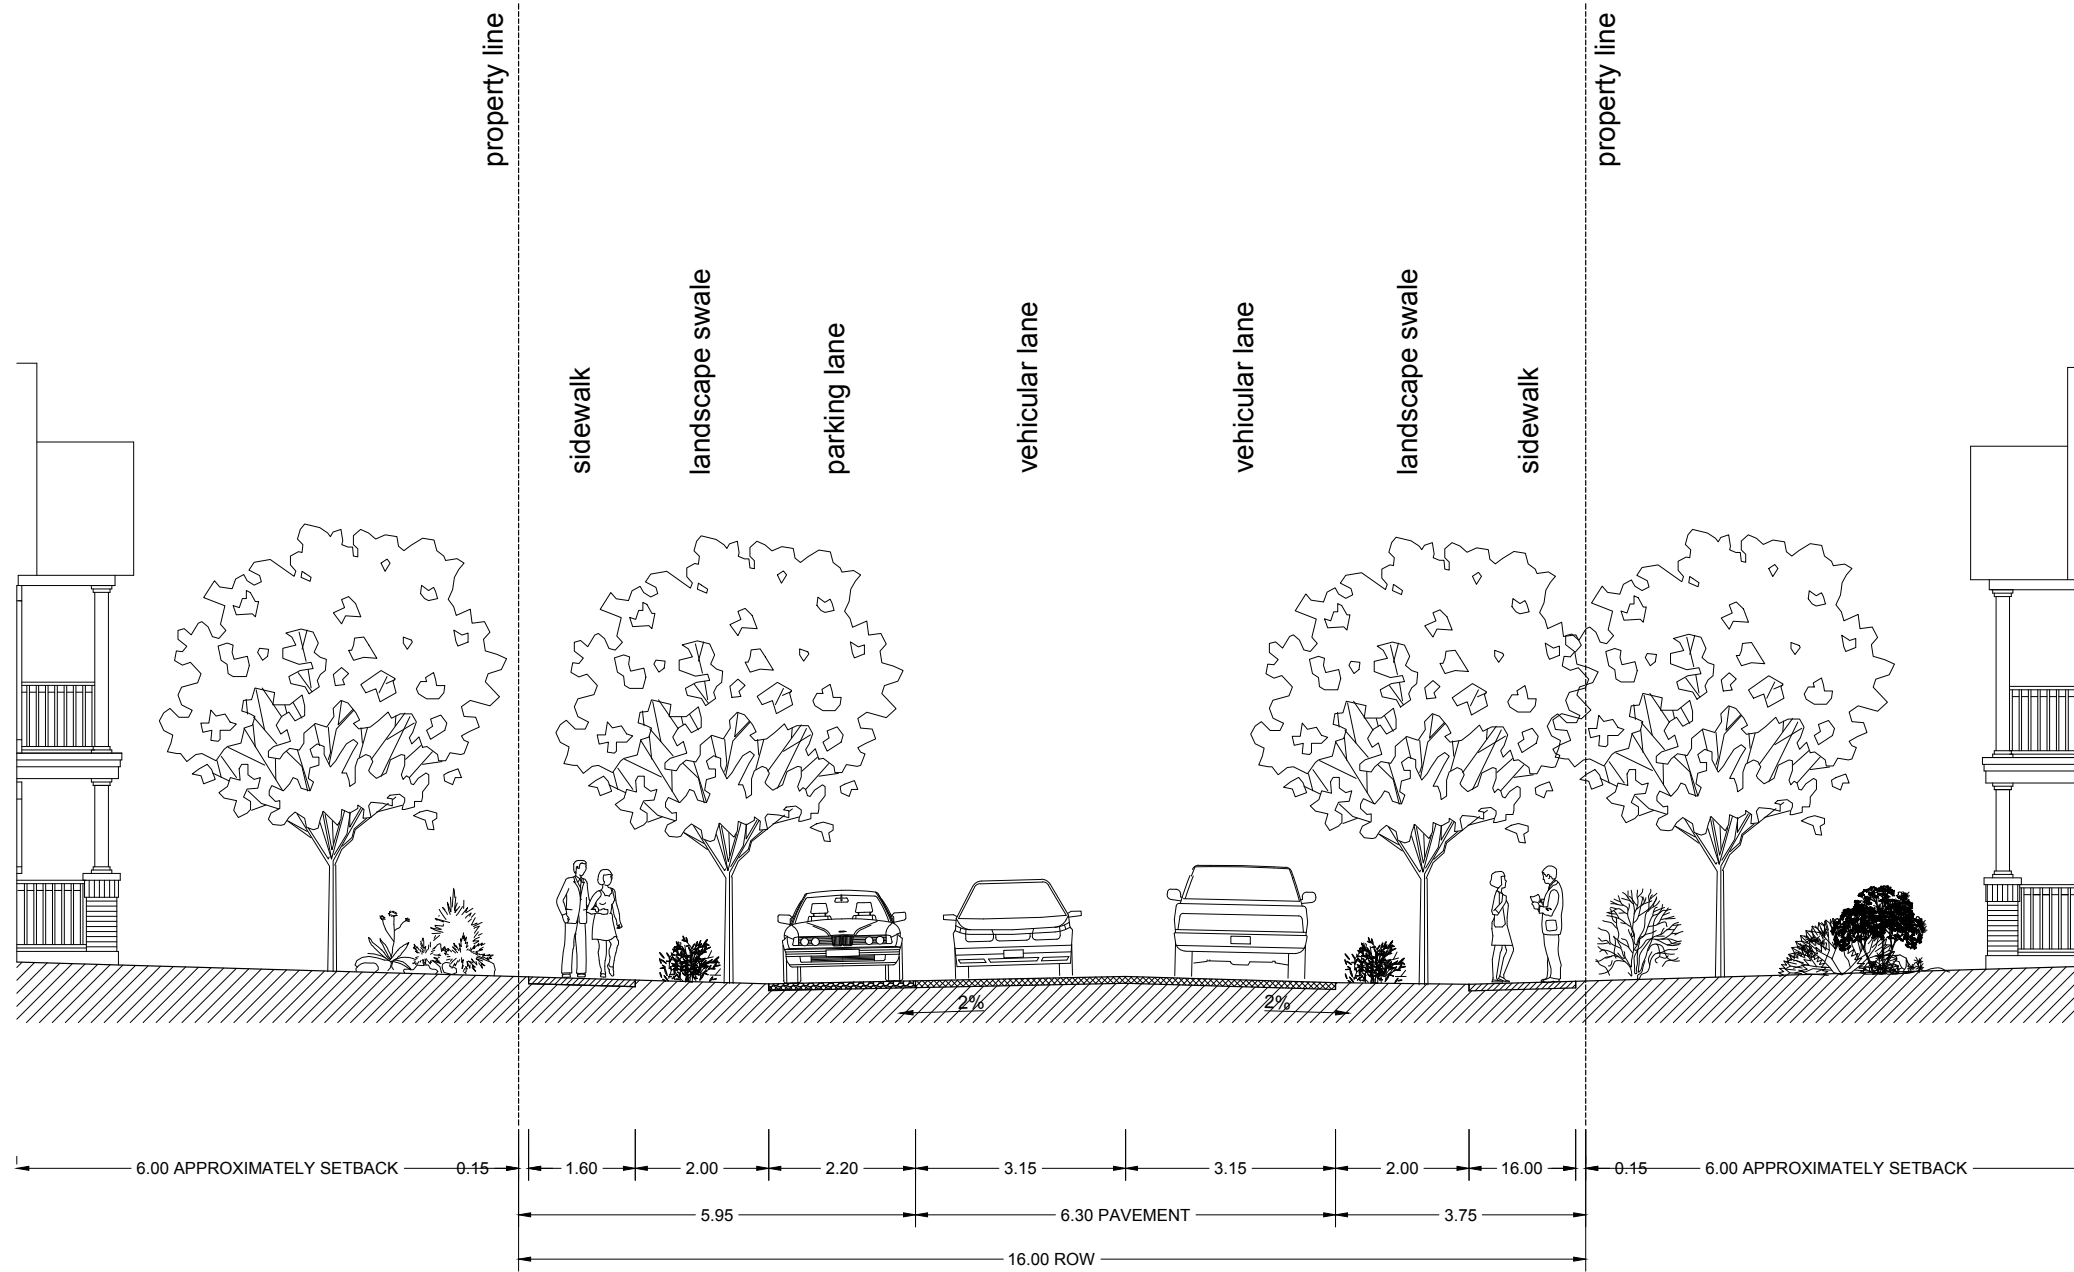 property line
property line
sidewalk
landscape swale
parking lane
vehicular lane
vehicular lane
landscape swale
sidewalk
2%
2%
6.00 APPROXIMATELY SETBACK
0.15
1.60
2.00
2.20
3.15
3.15
2.00
16.00
0.15
6.00 APPROXIMATELY SETBACK
5.95
6.30 PAVEMENT
3.75
16.00 ROW